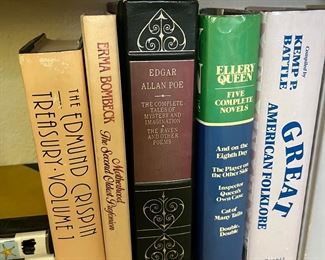 THE EDMUND CRISPIN
TREASURY · VOLUME 1
ERMA BOMBECK
Motherhood
The Second Oldest Profession
EDGAR
ALLAN POE
THE COMPLETE
TALES OF
MYSTERY AND
IMAGINATION
THE RAVEN AND
OTHER POEMS
ELLERY
QUEEN
FIVE
COMPLETE
NOVELS
And on the
Eighth Day
The Player on the
Other Side
Inspector
Queen's Own
Case
Cat of
Many Tails
Double,
Double
Compiled by
KEMP P.
BATTLE
GREAT
AMERICAN FOLKLORE